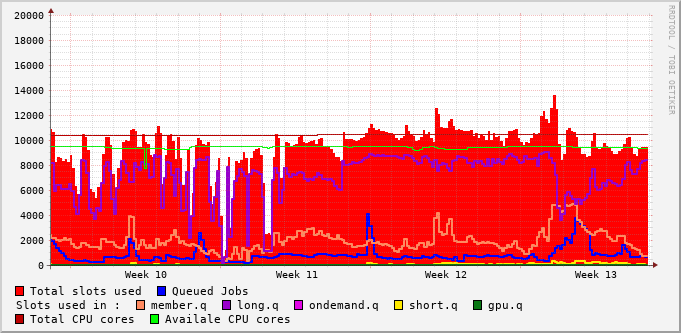 20000
18000
16000
14000
12000
10000
8000
6000
4000
2000
0
Week 10 Week 11 Week 12 Week 13
Total slots used Queued Jobs
Slots used in : member.q long.q ondemand.q short.q gpu.q
Total CPU cores Availale CPU cores
RRDTOOL / TOBI OETIKER